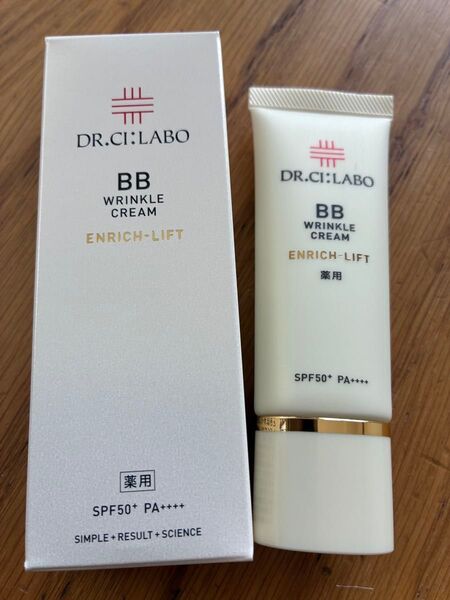 DR.CI:LABO
BB
WRINKLE
CREAM
ENRICH-LIFT
薬用
SPF50⁺ PA++++
SIMPLE+RESULT+SCIENCE
DR.CI:LABO
BB
WRINKLE
CREAM
ENRICH-LIFT
薬用
SPF50⁺ PA++++